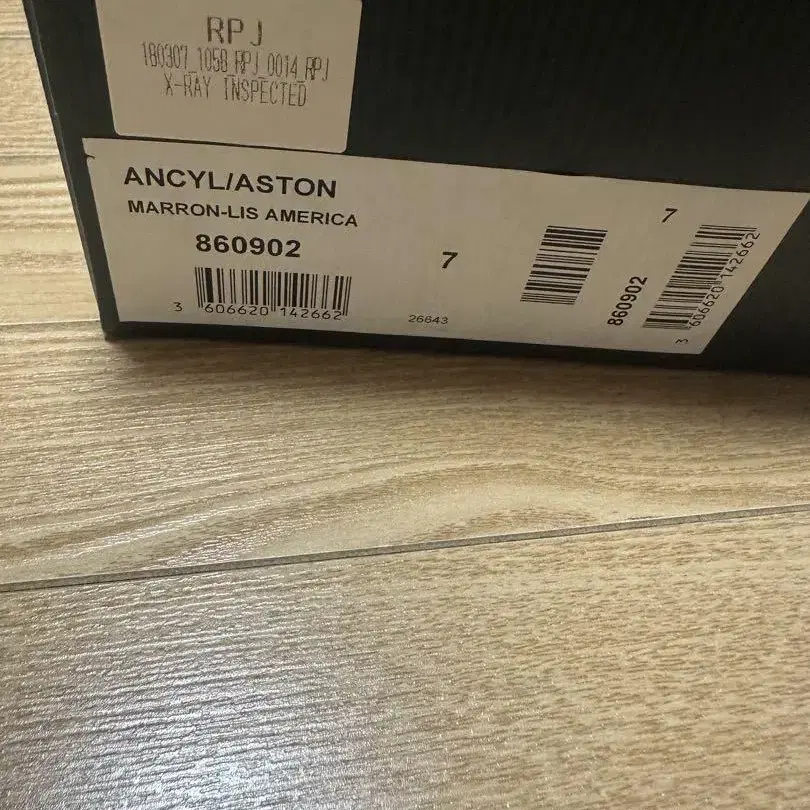 RPJ
180307_1058_RPJ_0014_RPJ
X-RAY INSPECTED
ANCYL/ASTON
MARRON-LIS AMERICA
860902
7
3 606620 142662
26643
7
860902
3 606620 142662